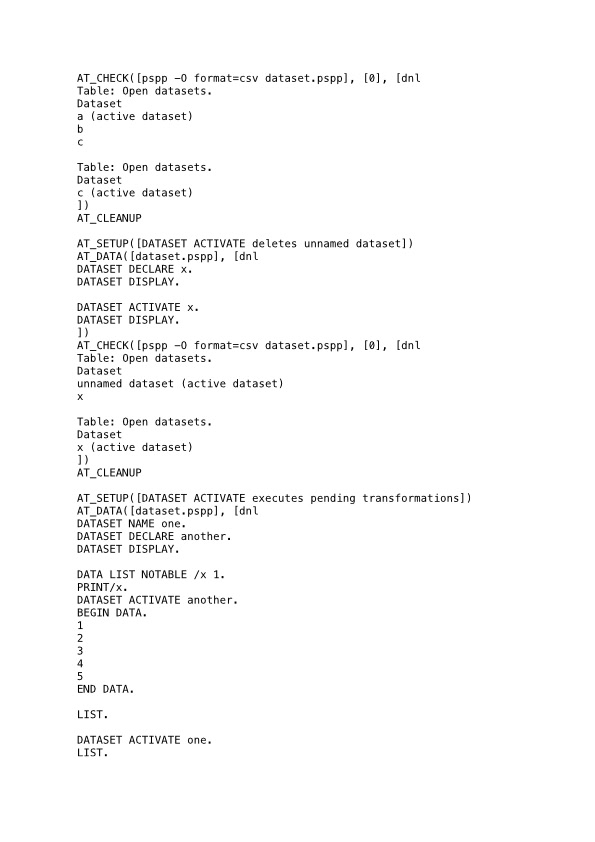 AT_CHECK([pspp -O format=csv dataset.pspp], [0], [dnl
Table: Open datasets.
Dataset
a (active dataset)
b
c

Table: Open datasets.
Dataset
c (active dataset)
])
AT_CLEANUP

AT_SETUP([DATASET ACTIVATE deletes unnamed dataset])
AT_DATA([dataset.pspp], [dnl
DATASET DECLARE x.
DATASET DISPLAY.

DATASET ACTIVATE x.
DATASET DISPLAY.
])
AT_CHECK([pspp -O format=csv dataset.pspp], [0], [dnl
Table: Open datasets.
Dataset
unnamed dataset (active dataset)
x

Table: Open datasets.
Dataset
x (active dataset)
])
AT_CLEANUP

AT_SETUP([DATASET ACTIVATE executes pending transformations])
AT_DATA([dataset.pspp], [dnl
DATASET NAME one.
DATASET DECLARE another.
DATASET DISPLAY.

DATA LIST NOTABLE /x 1.
PRINT/x.
DATASET ACTIVATE another.
BEGIN DATA.
1
2
3
4
5
END DATA.

LIST.

DATASET ACTIVATE one.
LIST.